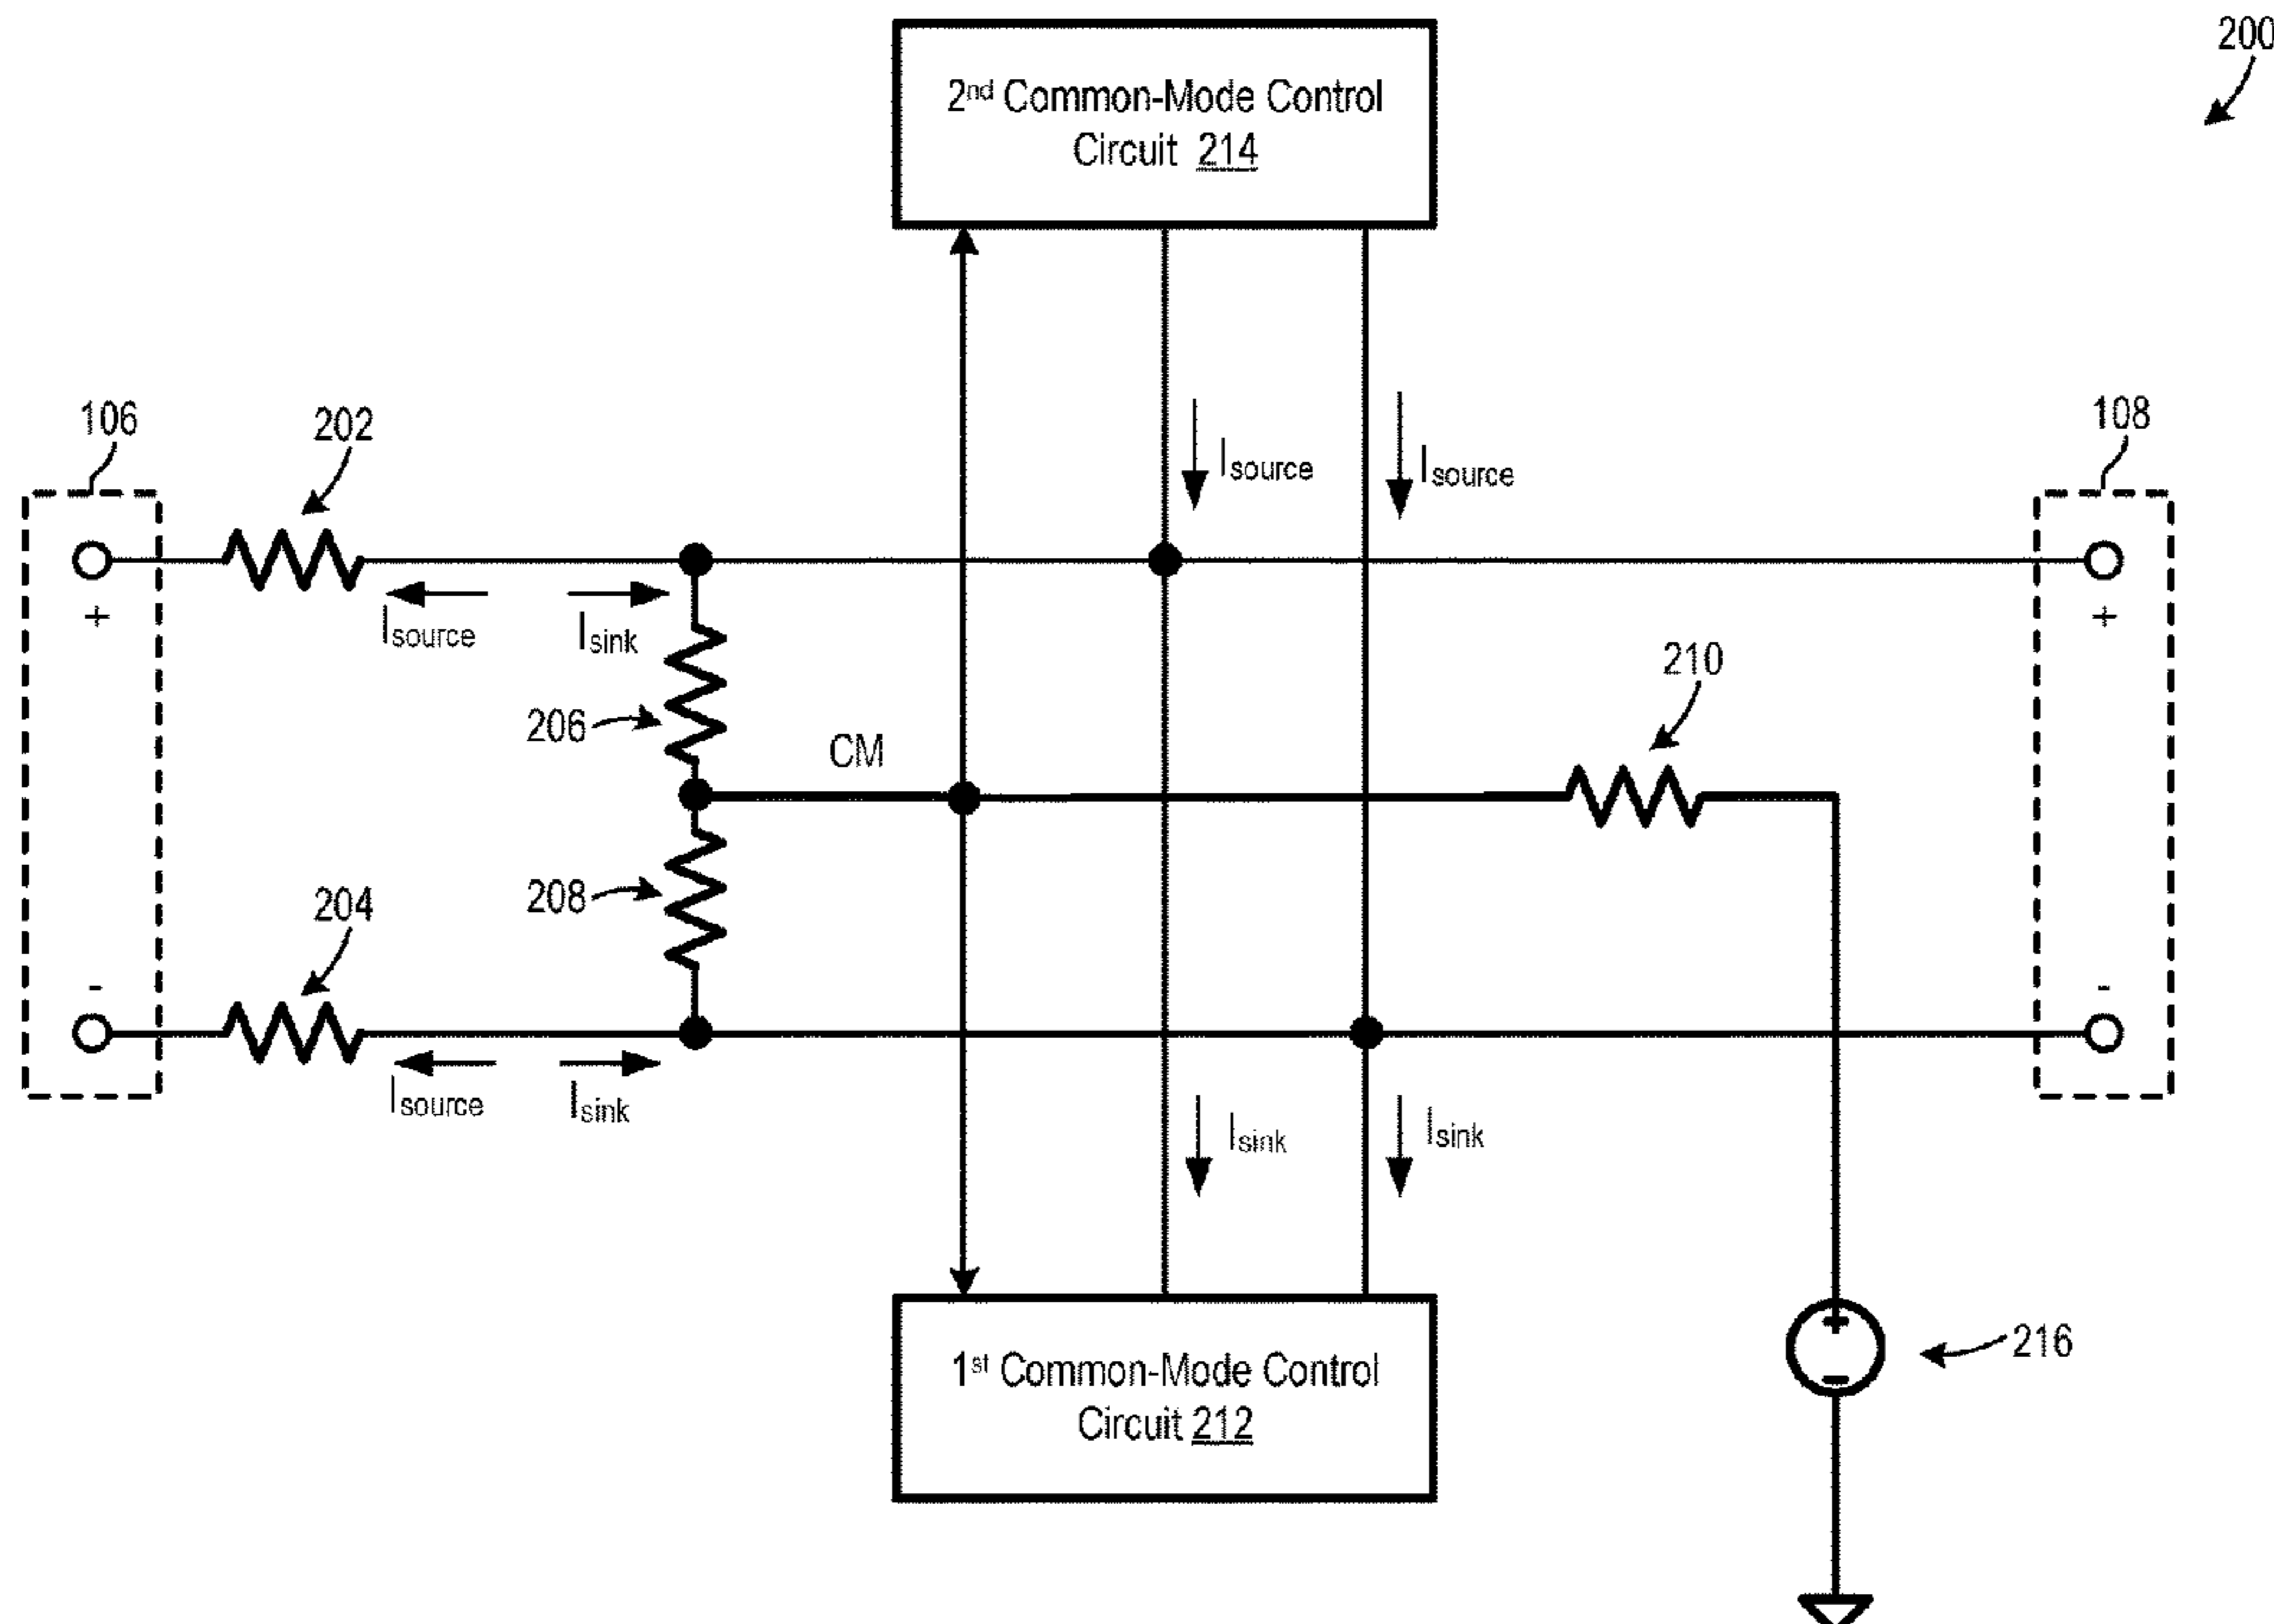 200
2nd Common-Mode Control
Circuit 214
106
202
Isource
Isource
108
+
Isource
Isink
+
206
CM
210
204
208
-
-
Isource
Isink
Isink
Isink
1st Common-Mode Control
Circuit 212
+
-
216